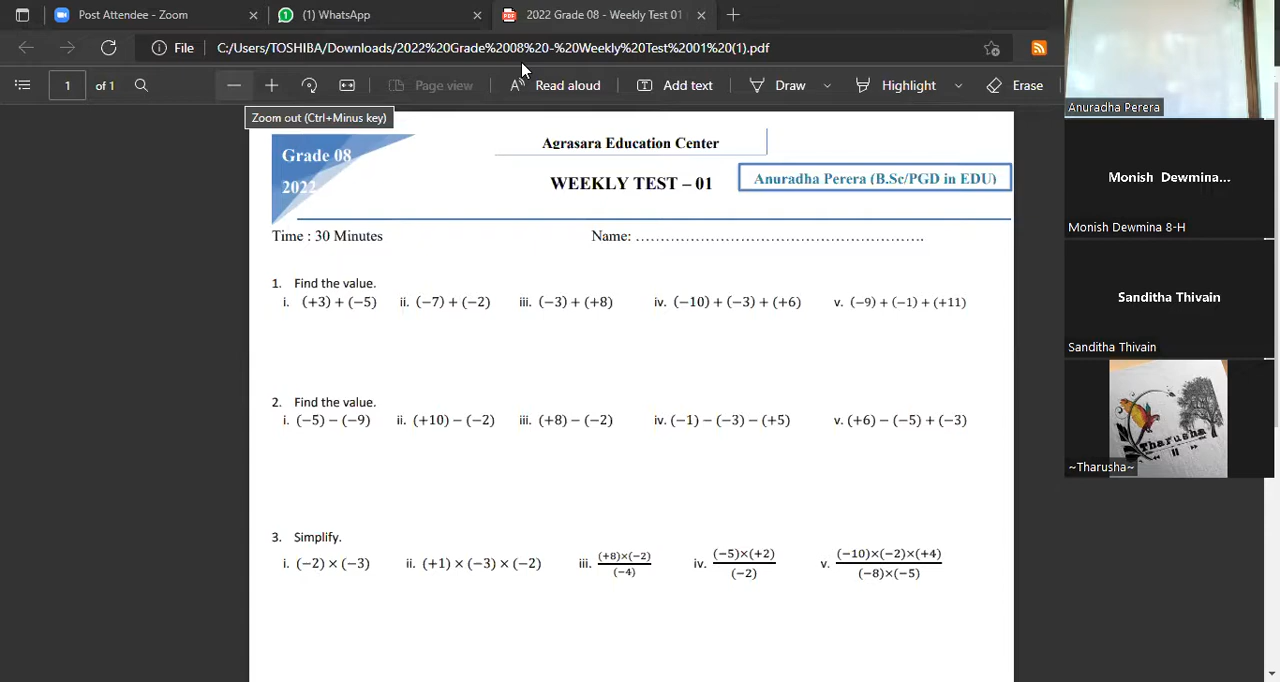 Post Attendee - Zoom
(1) WhatsApp
2022 Grade 08 - Weekly Test 01
File
C:/Users/TOSHIBA/Downloads/2022%20Grade%2008%20-%20Weekly%20Test%2001%20(1).pdf
1 of 1
Page view
Read aloud
Add text
Draw
Highlight
Erase
Zoom out (Ctrl+Minus key)
Grade 08
2022
Agrasara Education Center
WEEKLY TEST – 01
Anuradha Perera (B.Sc/PGD in EDU)
Time : 30 Minutes
Name: ……………………………………………….
1. Find the value.
i. (+3) + (−5) ii. (−7) + (−2) iii. (−3) + (+8) iv. (−10) + (−3) + (+6) v. (−9) + (−1) + (+11)
2. Find the value.
i. (−5) − (−9) ii. (+10) − (−2) iii. (+8) − (−2) iv. (−1) − (−3) − (+5) v. (+6) − (−5) + (−3)
3. Simplify.
i. (−2) × (−3) ii. (+1) × (−3) × (−2) iii. (+8)×(−2)/(−4) iv. (−5)×(+2)/(−2) v. (−10)×(−2)×(+4)/(−8)×(−5)
Anuradha Perera
Monish Dewmina...
Monish Dewmina 8-H
Sanditha Thivain
Sanditha Thivain
Tharusha
~Tharusha~